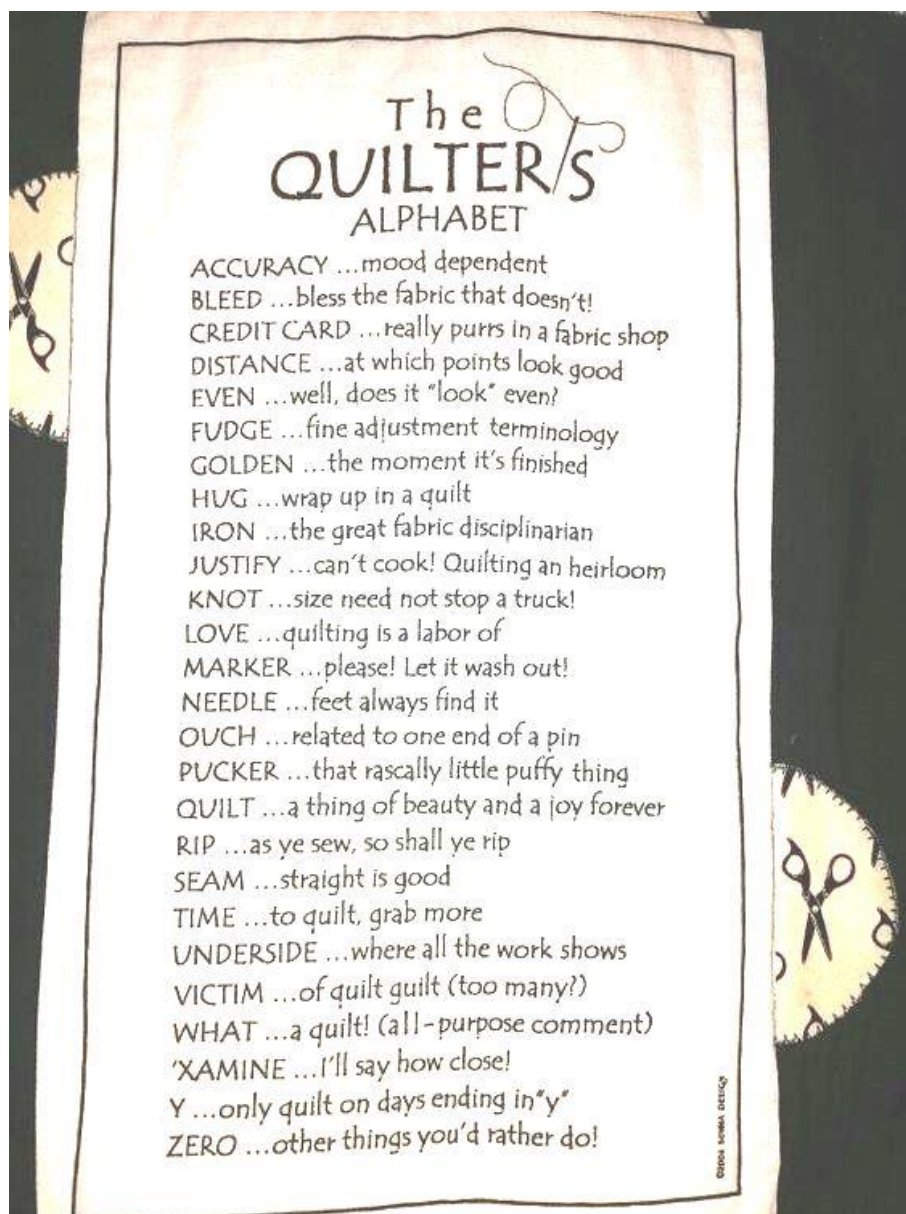 The
QUILTER'S
ALPHABET
ACCURACY ...mood dependent
BLEED ...bless the fabric that doesn't!
CREDIT CARD ...really purrs in a fabric shop
DISTANCE ...at which points look good
EVEN ...well, does it "look" even?
FUDGE ...fine adjustment terminology
GOLDEN ...the moment it's finished
HUG ...wrap up in a quilt
IRON ...the great fabric disciplinarian
JUSTIFY ...can't cook! Quilting an heirloom
KNOT ...size need not stop a truck!
LOVE ...quilting is a labor of
MARKER ...please! Let it wash out!
NEEDLE ...feet always find it
OUCH ...related to one end of a pin
PUCKER ...that rascally little puffy thing
QUILT ...a thing of beauty and a joy forever
RIP ...as ye sew, so shall ye rip
SEAM ...straight is good
TIME ...to quilt, grab more
UNDERSIDE ...where all the work shows
VICTIM ...of quilt guilt (too many?)
WHAT ...a quilt! (all-purpose comment)
'XAMINE ...I'll say how close!
Y ...only quilt on days ending in "y"
ZERO ...other things you'd rather do!
DESIGN